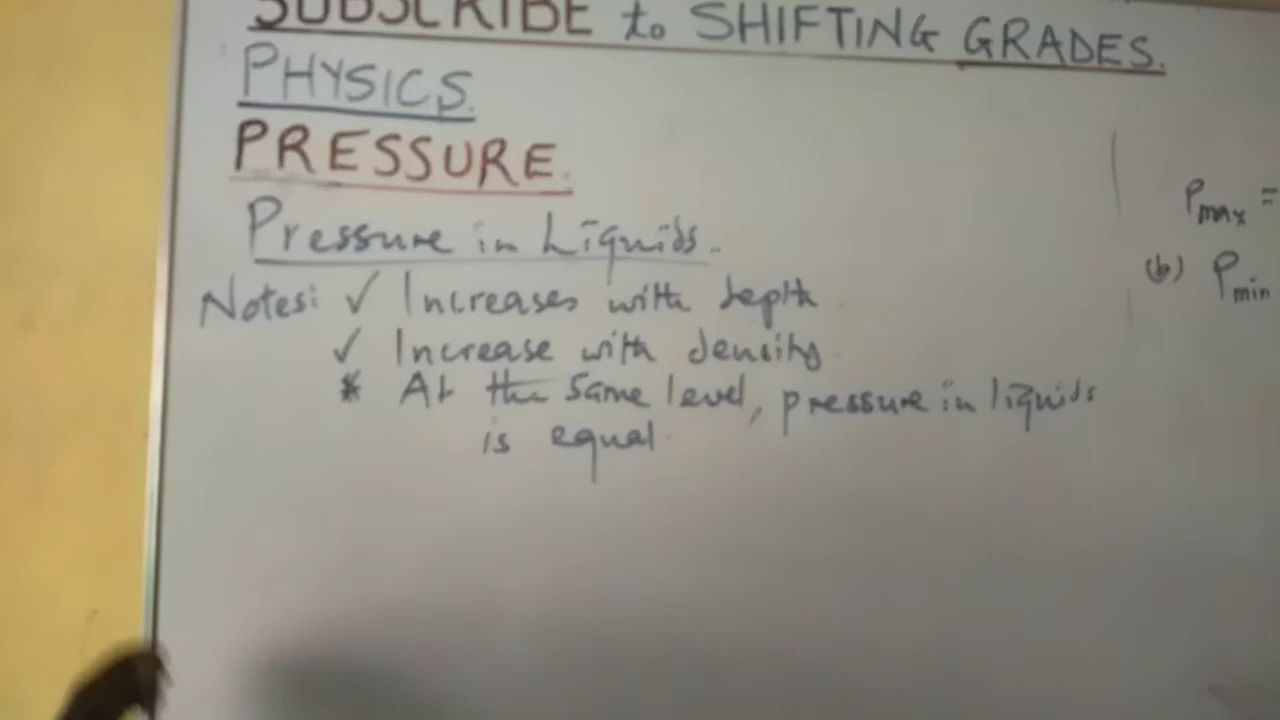 SUBSCRIBE to SHIFTING GRADES.
PHYSICS.
PRESSURE.
Pressure in Liquids.
Notes: ✓ Increases with depth
✓ Increase with density
* At the same level, pressure in liquids
is equal.
Pmax =
(b) Pmin